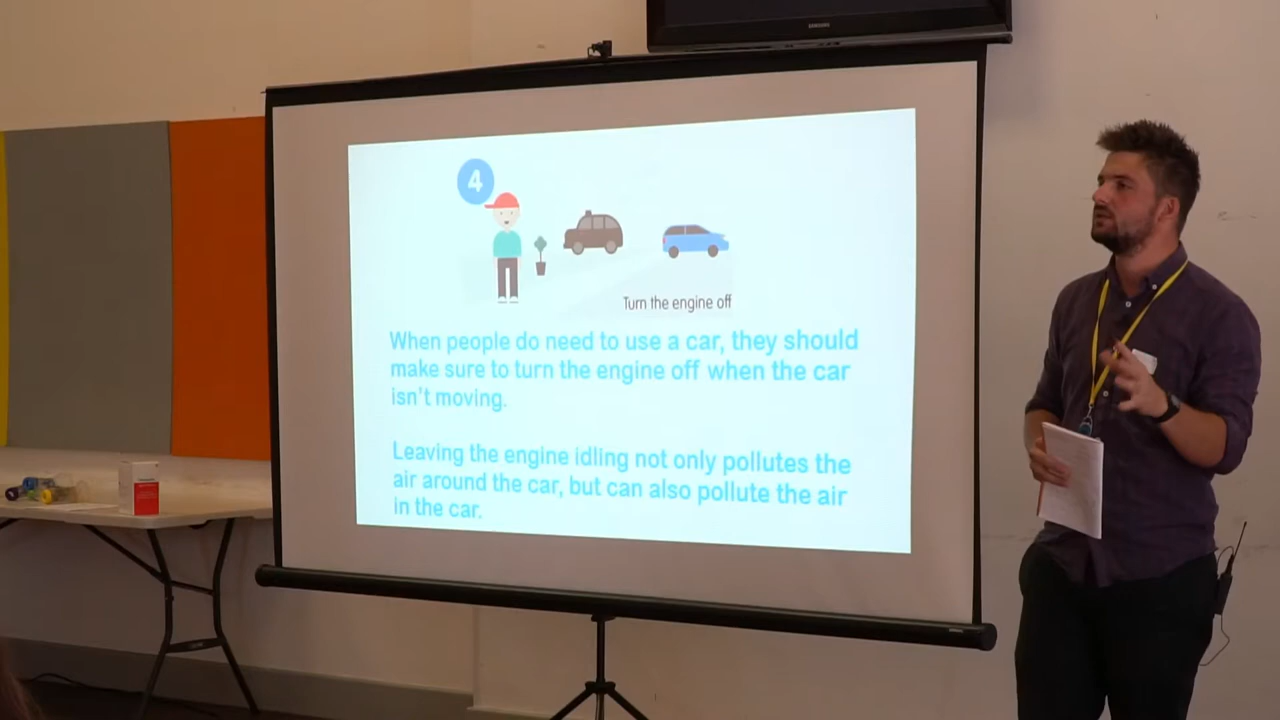 SAMSUNG
4
Turn the engine off
When people do need to use a car, they should
make sure to turn the engine off when the car
isn't moving.
Leaving the engine idling not only pollutes the
air around the car, but can also pollute the air
in the car.